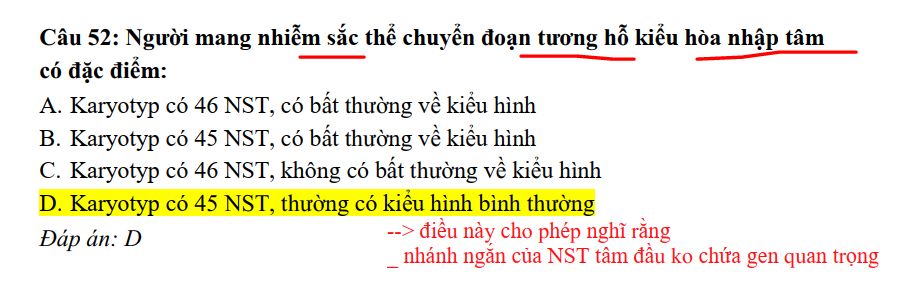 Câu 52: Người mang nhiễm sắc thể chuyển đoạn tương hỗ kiểu hòa nhập tâm
có đặc điểm:
A. Karyotyp có 46 NST, có bất thường về kiểu hình
B. Karyotyp có 45 NST, có bất thường về kiểu hình
C. Karyotyp có 46 NST, không có bất thường về kiểu hình
D. Karyotyp có 45 NST, thường có kiểu hình bình thường
Đáp án: D
--> điều này cho phép nghĩ rằng
_ nhánh ngắn của NST tâm đầu ko chứa gen quan trọng